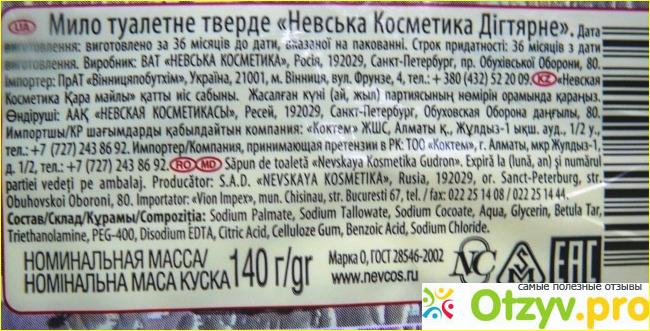 UA Мило туалетне тверде «Невська Косметика Дігтярне». Дата
виготовлення: виготовлено за 36 місяців до дати, вказаної на пакованні. Строк придатності: 36 місяців з дати
виготовлення. Виробник: ВАТ «НЕВСЬКА КОСМЕТИКА», Росія, 192029, Санкт-Петербург, пр. Обухівської Оборони, 80.
Імпортер: ПрАТ «Вінницяпобутхім», Україна, 21001, м. Вінниця, вул. Фрунзе, 4, тел.: + 380 (432) 52 20 09. KZ «Невская
Косметика Қара майлы» қатты иіс сабыны. Жасалған күні (ай, жыл) партиясының нөмірін орамында қараңыз.
Өндіруші: ААҚ «НЕВСКАЯ КОСМЕТИКАСЫ», Ресей, 192029, Санкт-Петербург, Обухов Оборона даңғылы, 80.
Импортшы/ҚР шағымдарды қабылдайтын компания: «Коктем» ЖШС, Алматы қ., Жұлдыз-1 ықш. ауд., 1/2 ү.,
тел.: +7 (727) 243 86 92. Импортер/Компания, принимающая претензии в РК: ТОО «Коктем», г. Алматы, мкр Жулдыз-1,
д. 1/2, тел.: +7 (727) 243 86 92. RO MD Săpun de toaletă «Nevskaya Kosmetika Gudron». Expiră la (lună, an) și numărul
partiei vedeți pe ambalaj. Producător: S.A.D. «NEVSKAYA KOSMETIKA», Rusia, 192029, or. Sanct-Peterburg, str.
Obuhovskoi Oboroni, 80. Importator: «Vion Impex», mun. Chisinau, str. Bucuresti 67, tel./ fax: 022 25 14 08 / 022 25 14 44.
Состав/Склад/Құрамы/Compoziția: Sodium Palmate, Sodium Tallowate, Sodium Cocoate, Aqua, Glycerin, Betula Tar,
Triethanolamine, PEG-400, Disodium EDTA, Citric Acid, Cellulose Gum, Benzoic Acid, Sodium Chloride.
НОМИНАЛЬНАЯ МАССА/
НОМІНАЛЬНА МАСА КУСКА 140 г/gr
Марка О, ГОСТ 28546-2002
www.nevcos.ru
NC
EAC
самые полезные отзывы
Otzyv.pro